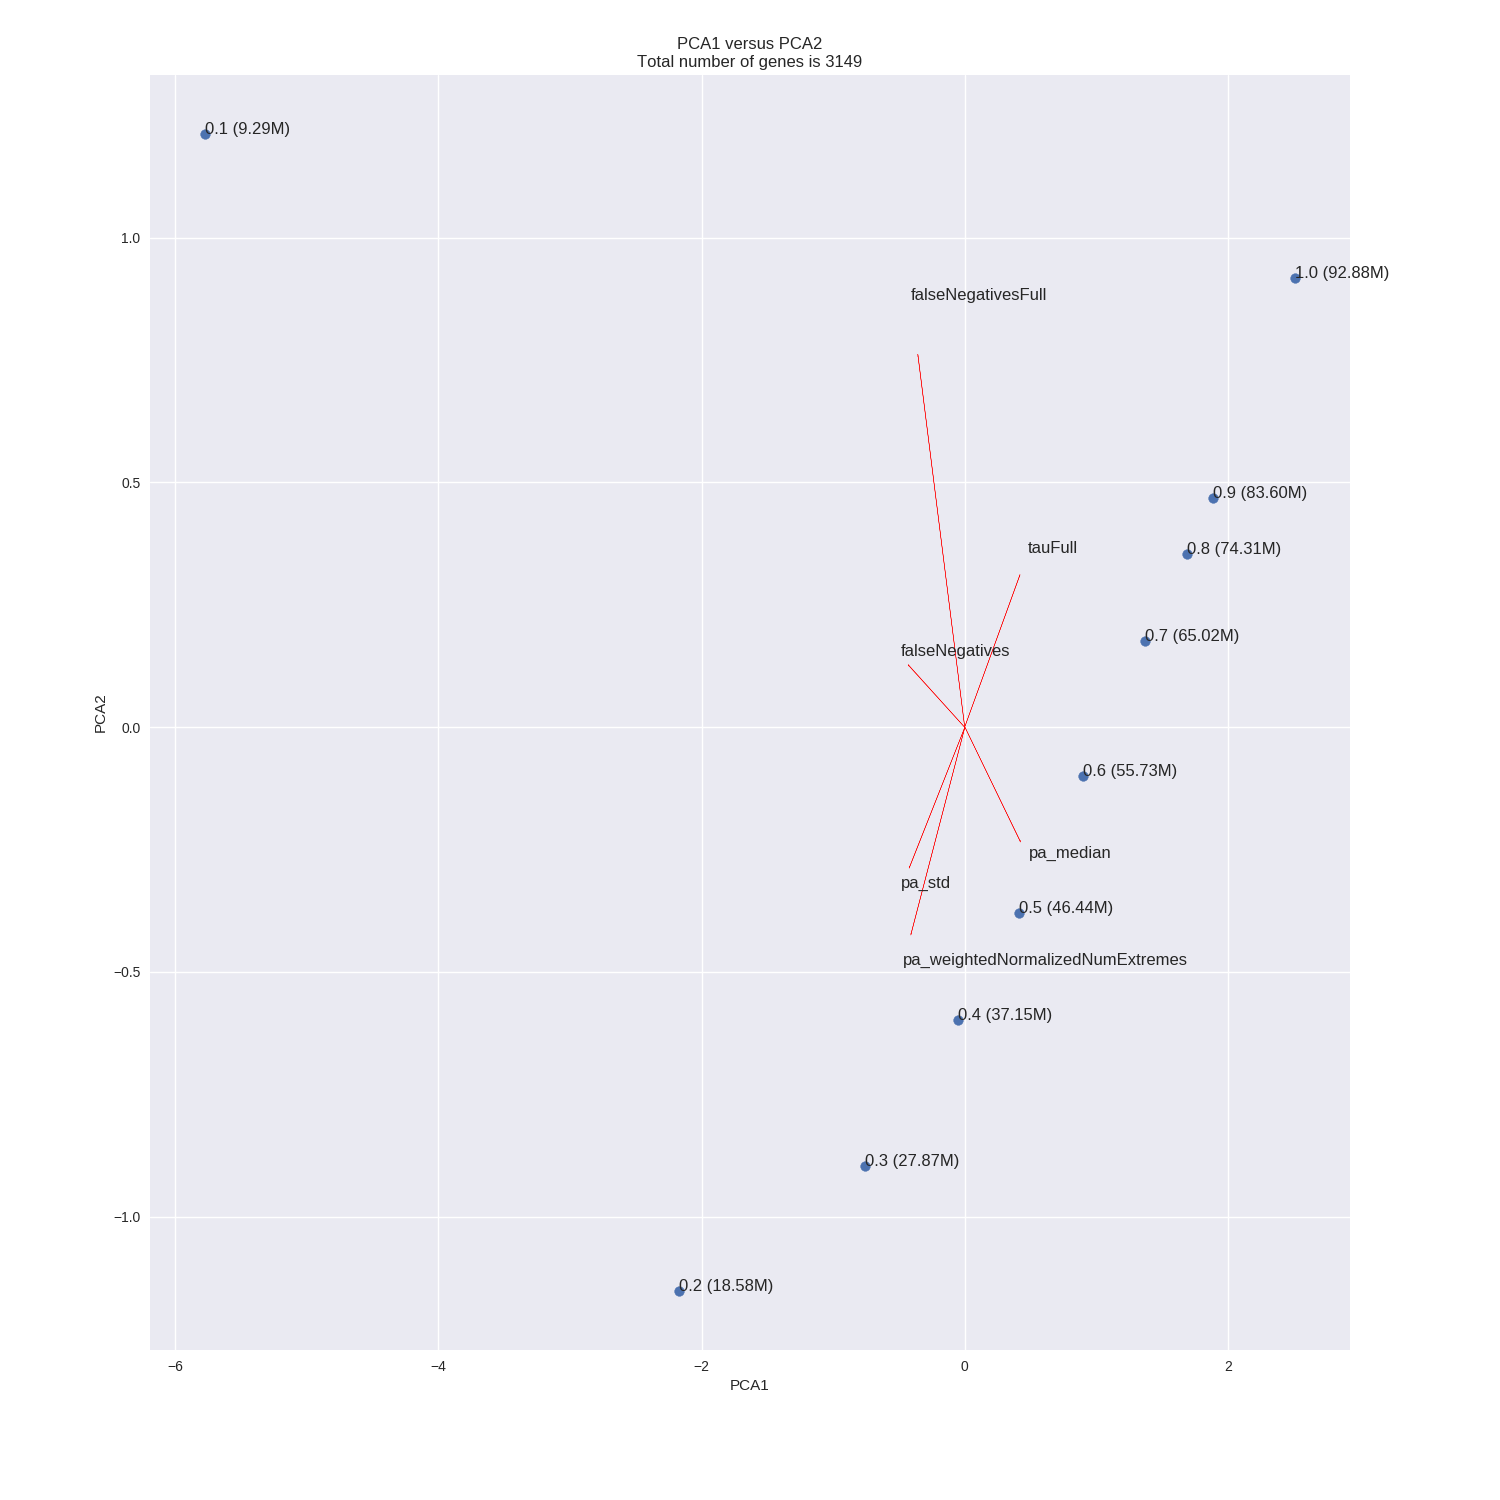 PCA1 versus PCA2
Total number of genes is 3149
0.1 (9.29M)
1.0
1.0 (92.88M)
falseNegativesFull
0.5
0.9 (83.60M)
0.8 (74.31M)
tauFull
0.7 (65.02M)
falseNegatives
PCA2
0.0
0.6 (55.73M)
pa_median
pa_std
0.5 (46.44M)
pa_weightedNormalizedNumExtremes
−0.5
0.4 (37.15M)
0.3 (27.87M)
−1.0
0.2 (18.58M)
−6 −4 −2 0 2
PCA1